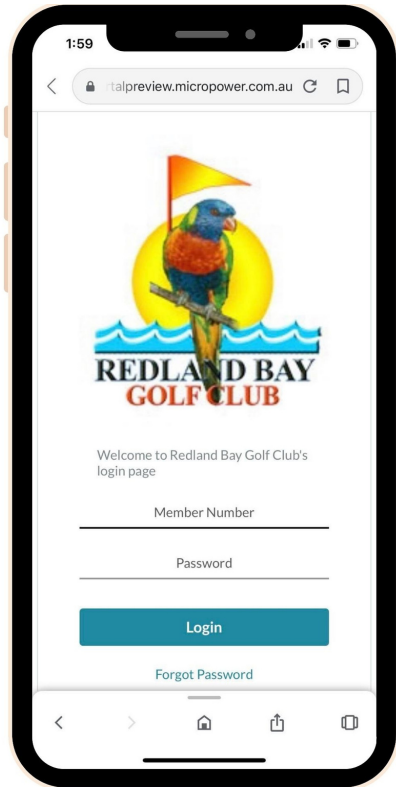 1:59
talpreview.micropower.com.au
REDLAND BAY
GOLF CLUB
Welcome to Redland Bay Golf Club's
login page
Member Number
Password
Login
Forgot Password